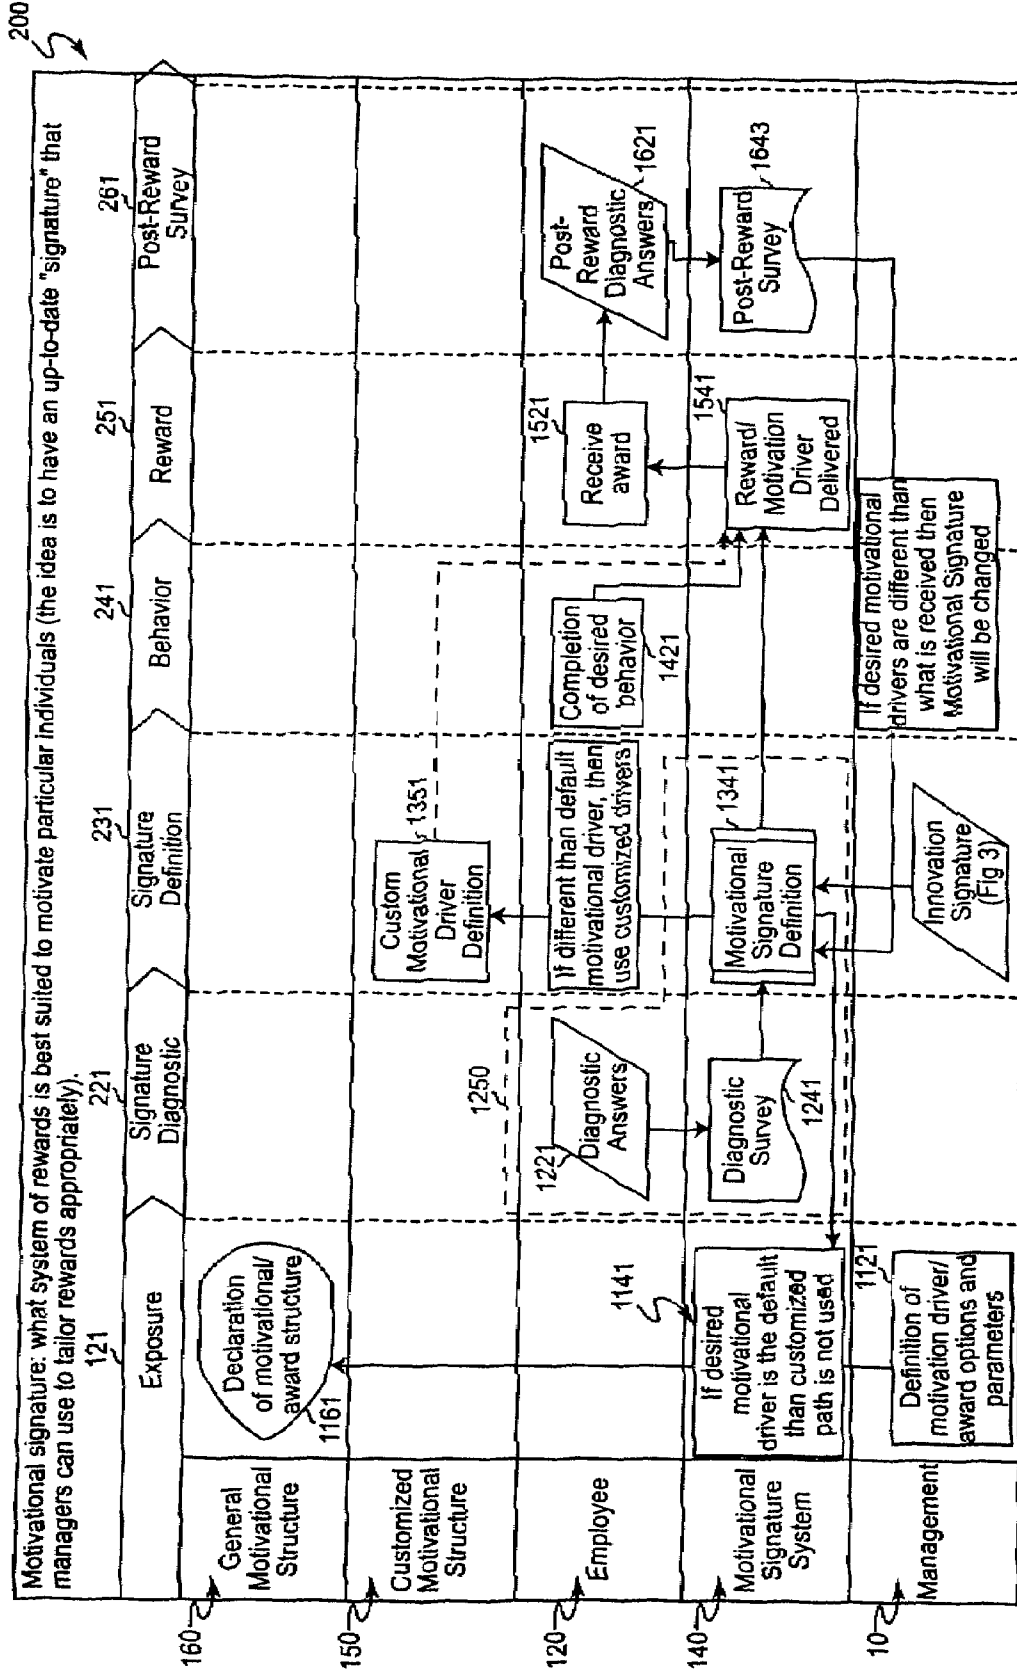 200
Motivational signature: what system of rewards is best suited to motivate particular individuals (the idea is to have an up-to-date "signature" that
managers can use to tailor rewards appropriately).
121
221
231
241
251
261
Exposure
Signature
Diagnostic
Signature
Definition
Behavior
Reward
Post-Reward
Survey
160
General
Motivational
Structure
Declaration
of motivational/
award structure
1161
150
Customized
Motivational
Structure
Custom
Motivational
Driver
Definition
1351
120
Employee
1250
1221
Diagnostic
Answers
If different than default
motivational driver, then
use customized drivers
Completion
of desired
behavior
1421
1521
Receive
award
Post-
Reward
Diagnostic
Answers
1621
140
Motivational
Signature
System
1141
If desired
motivational
driver is the default
than customized
path is not used
Diagnostic
Survey
1241
Motivational
Signature
Definition
1341
1541
Reward/
Motivation
Driver
Delivered
Post-Reward
Survey
1643
10
Management
1121
Definition of
motivation driver/
award options and
parameters
Innovation
Signature
(Fig 3)
If desired motivational
drivers are different than
what is received then
Motivational Signature
will be changed